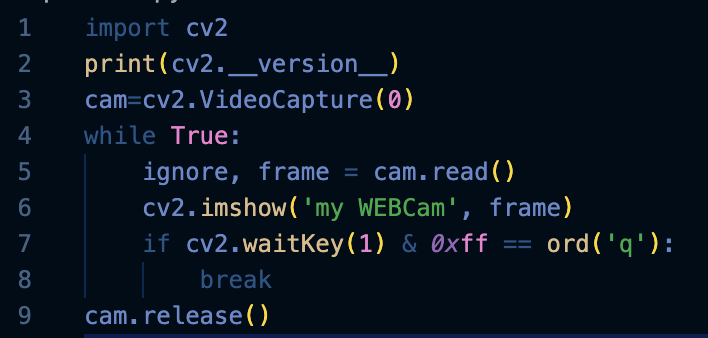 1 import cv2
2 print(cv2.__version__)
3 cam=cv2.VideoCapture(0)
4 while True:
5     ignore, frame = cam.read()
6     cv2.imshow('my WEBCam', frame)
7     if cv2.waitKey(1) & 0xff == ord('q'):
8         break
9 cam.release()